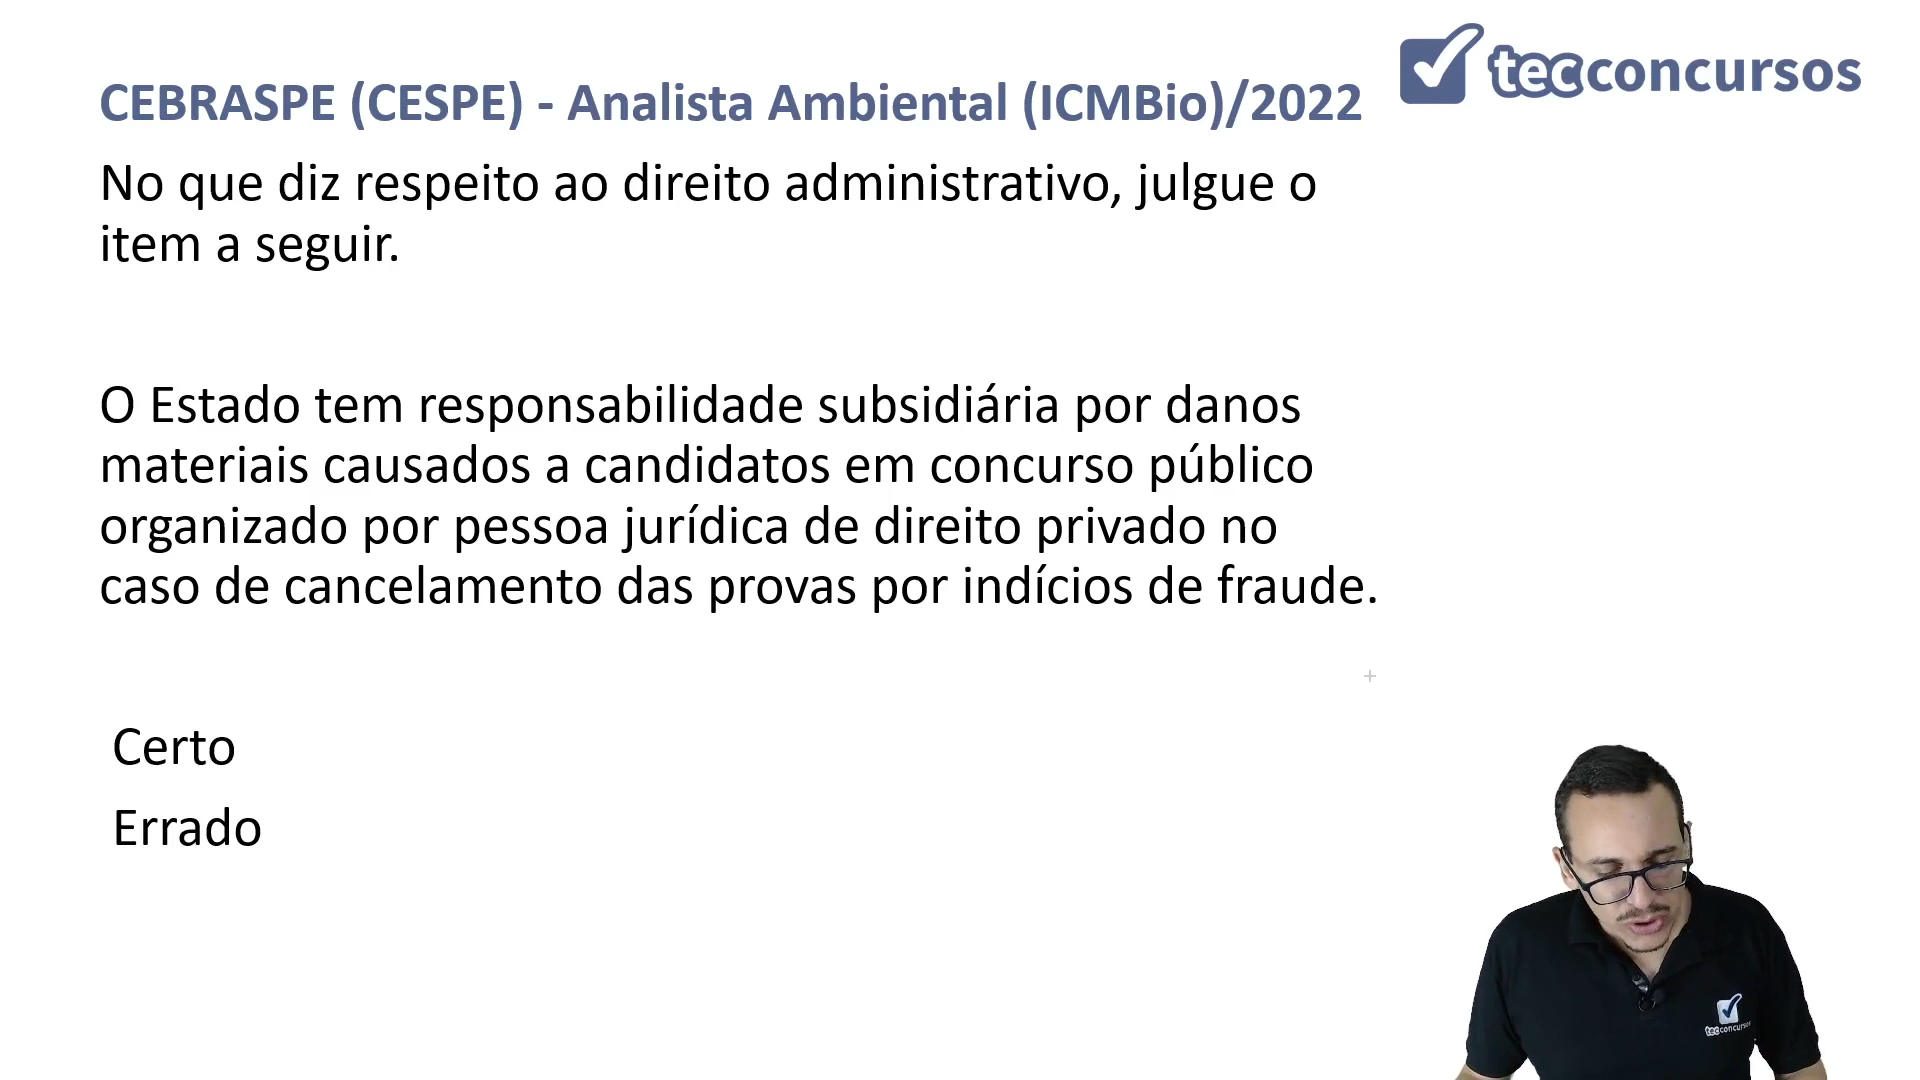 tecconcursos
CEBRASPE (CESPE) - Analista Ambiental (ICMBio)/2022
No que diz respeito ao direito administrativo, julgue o
item a seguir.
O Estado tem responsabilidade subsidiária por danos
materiais causados a candidatos em concurso público
organizado por pessoa jurídica de direito privado no
caso de cancelamento das provas por indícios de fraude.
Certo
Errado
tecconcursos